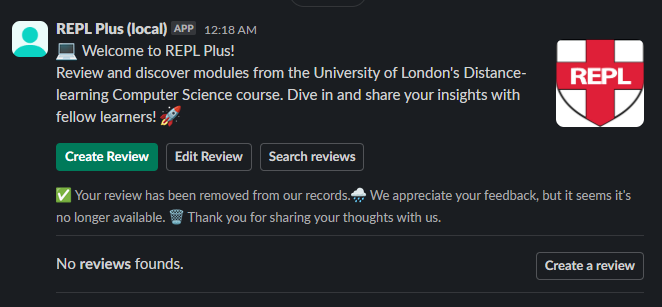 REPL Plus (local) APP 12:18 AM
💻 Welcome to REPL Plus!
Review and discover modules from the University of London's Distance-
learning Computer Science course. Dive in and share your insights with
fellow learners! 🚀
REPL
Create Review
Edit Review
Search reviews
✅ Your review has been removed from our records.🌧️ We appreciate your feedback, but it seems it's
no longer available. 🗑️ Thank you for sharing your thoughts with us.
No reviews founds.
Create a review